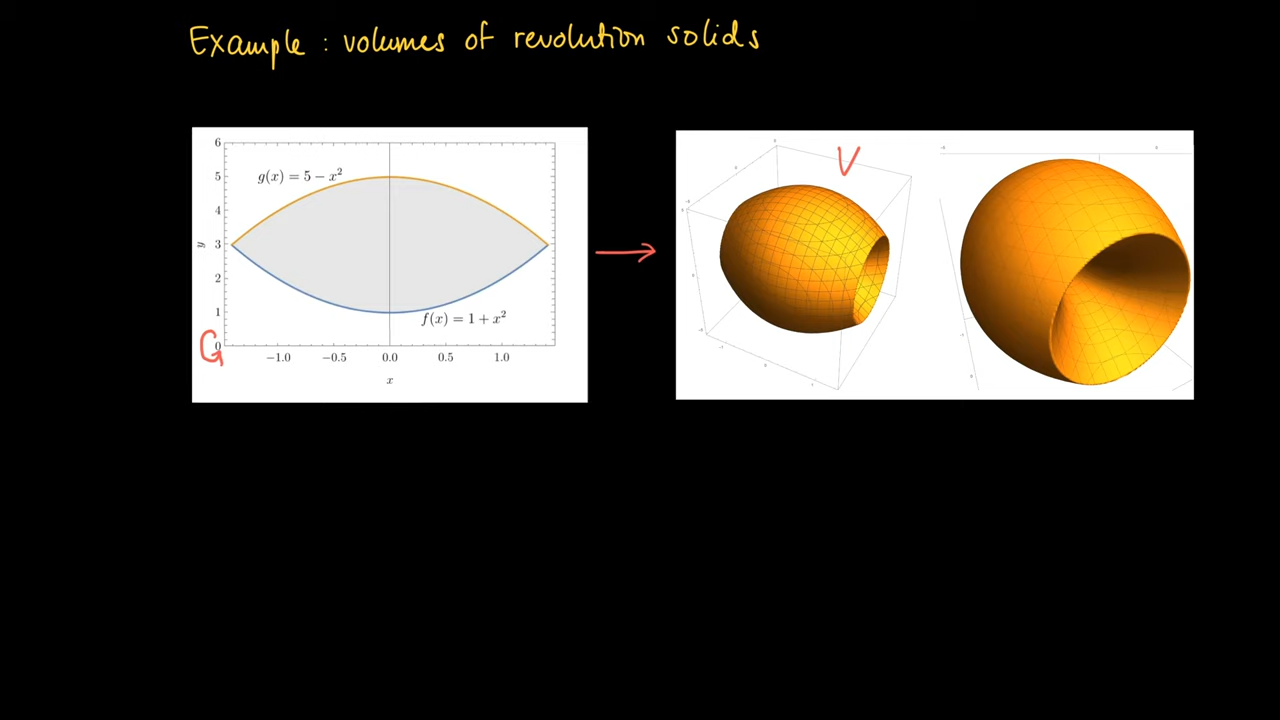 Example : volumes of revolution solids
6
5
4
3
2
1
0
y
g(x) = 5 − x²
f(x) = 1 + x²
G
−1.0 −0.5 0.0 0.5 1.0
x
V